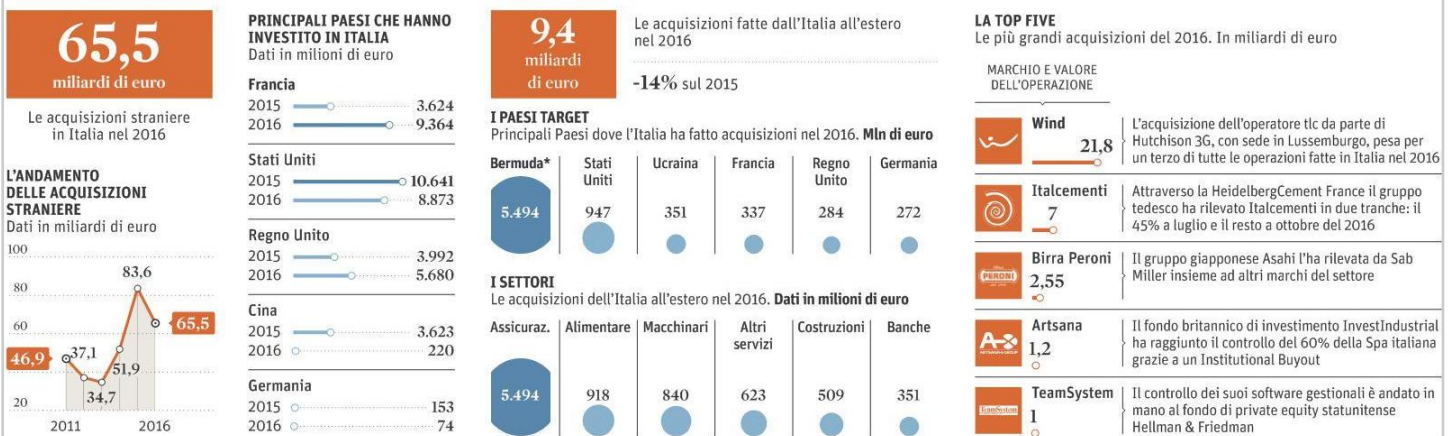 65,5
miliardi di euro
Le acquisizioni straniere
in Italia nel 2016
L'ANDAMENTO
DELLE ACQUISIZIONI
STRANIERE
Dati in miliardi di euro
100
80
60
40
20
46,9
37,1
34,7
51,9
83,6
65,5
2011
2016
PRINCIPALI PAESI CHE HANNO
INVESTITO IN ITALIA
Dati in milioni di euro
Francia
2015 3.624
2016 9.364
Stati Uniti
2015 10.641
2016 8.873
Regno Unito
2015 3.992
2016 5.680
Cina
2015 3.623
2016 220
Germania
2015 153
2016 74
9,4
miliardi
di euro
Le acquisizioni fatte dall'Italia all'estero
nel 2016
-14% sul 2015
I PAESI TARGET
Principali Paesi dove l'Italia ha fatto acquisizioni nel 2016. Mln di euro
Bermuda*
5.494
Stati
Uniti
947
Ucraina
351
Francia
337
Regno
Unito
284
Germania
272
I SETTORI
Le acquisizioni dell'Italia all'estero nel 2016. Dati in milioni di euro
Assicuraz.
5.494
Alimentare
918
Macchinari
840
Altri
servizi
623
Costruzioni
509
Banche
351
LA TOP FIVE
Le più grandi acquisizioni del 2016. In miliardi di euro
MARCHIO E VALORE
DELL'OPERAZIONE
Wind
21,8
L'acquisizione dell'operatore tlc da parte di
Hutchison 3G, con sede in Lussemburgo, pesa per
un terzo di tutte le operazioni fatte in Italia nel 2016
Italcementi
7
Attraverso la HeidelbergCement France il gruppo
tedesco ha rilevato Italcementi in due tranche: il
45% a luglio e il resto a ottobre del 2016
PERONI
Birra Peroni
2,55
Il gruppo giapponese Asahi l'ha rilevata da Sab
Miller insieme ad altri marchi del settore
Artsana
1,2
Il fondo britannico di investimento InvestIndustrial
ha raggiunto il controllo del 60% della Spa italiana
grazie a un Institutional Buyout
TeamSystem
TeamSystem
1
Il controllo dei suoi software gestionali è andato in
mano al fondo di private equity statunitense
Hellman & Friedman